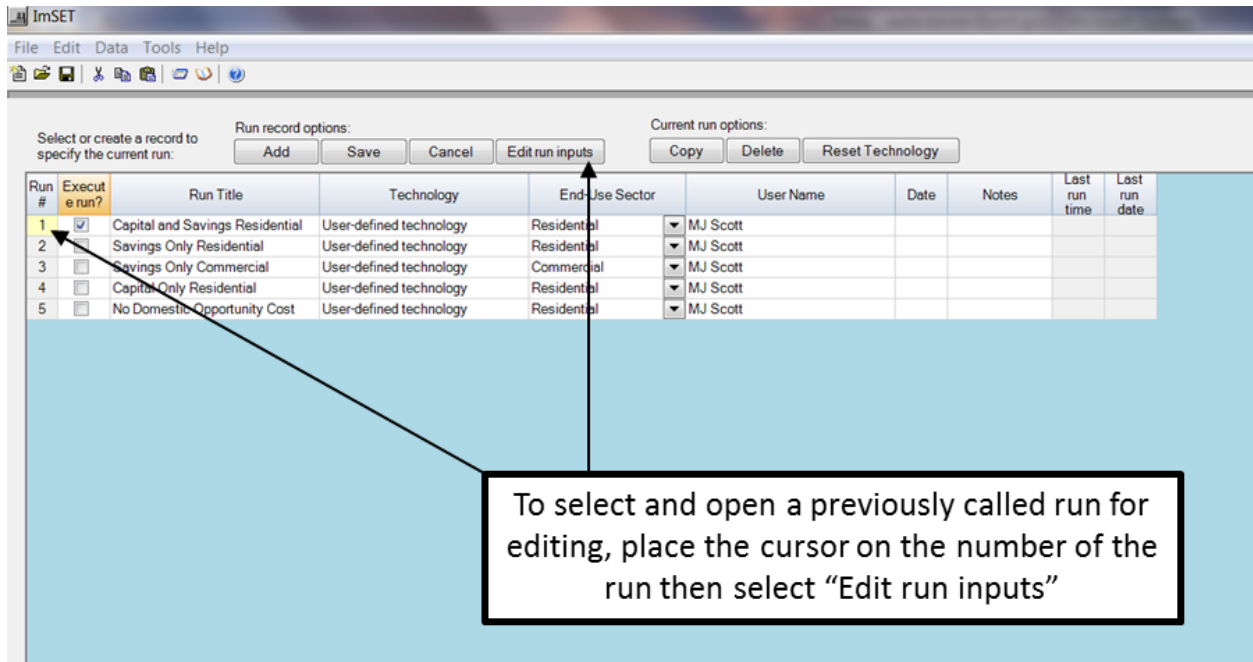 ImSET
File Edit Data Tools Help
Run record options:
Current run options:
Select or create a record to
specify the current run:
Add Save Cancel Edit run inputs Copy Delete Reset Technology
Run # Execut e run? Run Title Technology End-Use Sector User Name Date Notes Last run time Last run date
1 Capital and Savings Residential User-defined technology Residential MJ Scott
2 Savings Only Residential User-defined technology Residential MJ Scott
3 Savings Only Commercial User-defined technology Commercial MJ Scott
4 Capital Only Residential User-defined technology Residential MJ Scott
5 No Domestic Opportunity Cost User-defined technology Residential MJ Scott
To select and open a previously called run for
editing, place the cursor on the number of the
run then select “Edit run inputs”